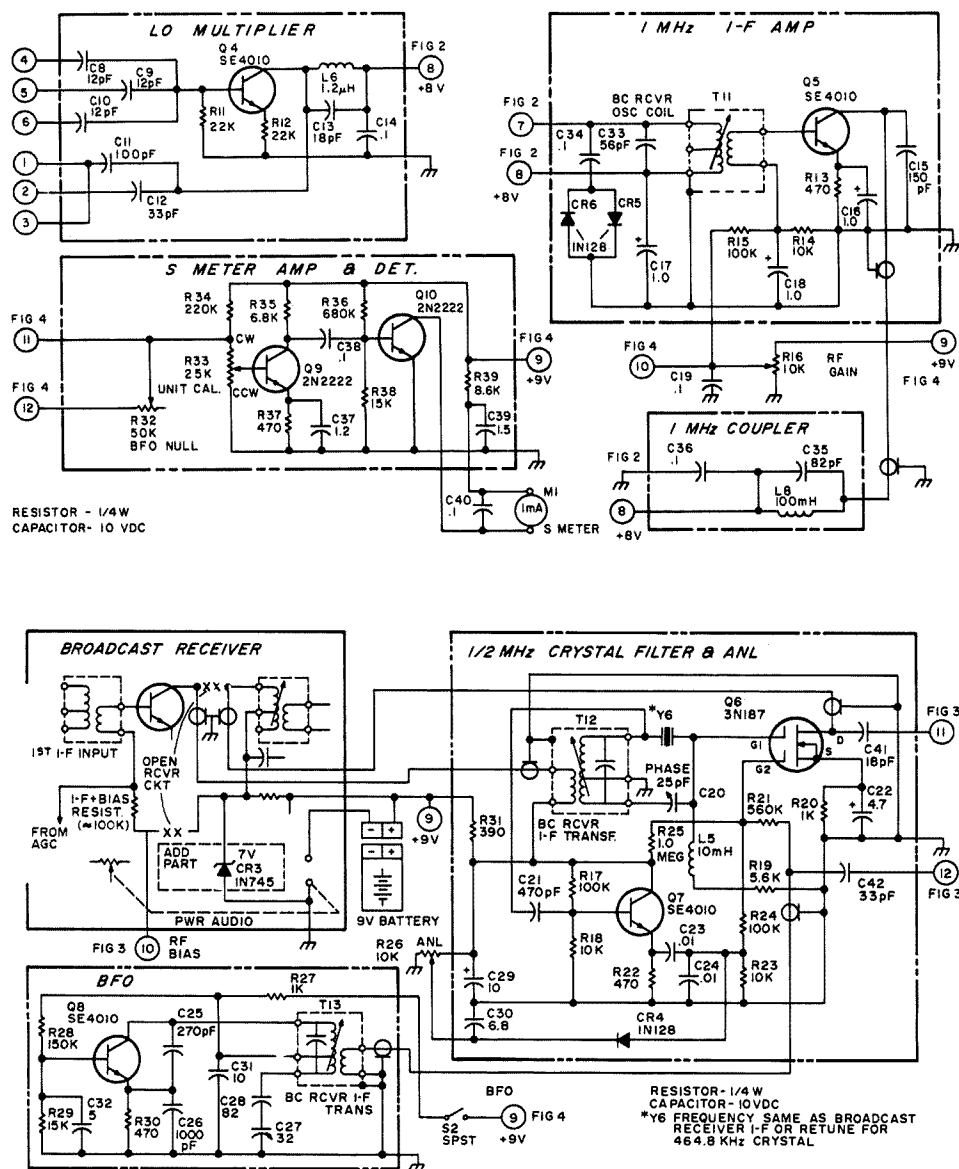 LO MULTIPLIER
4
C8
12pF
5
C9
12pF
6
C10
12pF
1
C11
100pF
2
C12
33pF
3
Q4
SE4010
R11
22K
R12
22K
L6
1.2µH
C13
18pF
C14
.1
FIG 2
8
+8V
1 MHz I-F AMP
FIG 2
7
FIG 2
8
+8V
C34
.1
BC RCVR
OSC COIL
C33
56pF
T11
Q5
SE4010
CR6
CR5
1N128
C17
1.0
R15
100K
R14
10K
C18
1.0
R13
470
C16
1.0
C15
150
pF
FIG 4
10
C19
.1
R16
10K
RF
GAIN
9
+9V
FIG 4
S METER AMP & DET.
FIG 4
11
FIG 4
12
R34
220K
R35
6.8K
R36
680K
Q10
2N2222
CW
R33
25K
UNIT CAL.
CCW
Q9
2N2222
C38
.1
R32
50K
BFO NULL
R37
470
C37
1.2
R38
15K
R39
8.6K
C39
1.5
FIG 4
9
+9V
C40
.1
M1
1mA
S METER
RESISTOR - 1/4W
CAPACITOR- 10 VDC
1 MHz COUPLER
FIG 2
C36
.1
C35
82pF
L8
100mH
8
+8V
BROADCAST RECEIVER
XX
1ST I-F INPUT
OPEN
RCVR
CKT
I-F+BIAS
RESIST.
(≈100K)
XX
FROM
AGC
ADD
PART
7V
CR3
1N745
PWR AUDIO
- +
- +
9V BATTERY
9
+9V
FIG 3
10
RF
BIAS
1/2 MHz CRYSTAL FILTER & ANL
T12
*Y6
BC RCVR
I-F TRANSF.
PHASE
25pF
C20
Q6
3N187
G1
G2
D
S
C41
18pF
FIG 3
11
R31
390
R25
1.0
MEG
R21
560K
R20
1K
C22
4.7
L5
10mH
R19
5.6K
C21
470pF
R17
100K
Q7
SE4010
12
FIG 3
C42
33pF
R24
100K
C23
.01
R18
10K
R22
470
C24
.01
R23
10K
R26
10K
ANL
C29
10
C30
6.8
CR4
1N128
BFO
R27
1K
Q8
SE4010
C25
270pF
R28
150K
T13
C31
10
BC RCVR I-F
TRANS
C28
82
C27
32
R29
15K
C32
5
R30
470
C26
1000
pF
BFO
S2
SPST
9
+9V
FIG 4
RESISTOR-1/4W
CAPACITOR-10VDC
*Y6 FREQUENCY SAME AS BROADCAST
RECEIVER I-F OR RETUNE FOR
464.8 KHz CRYSTAL